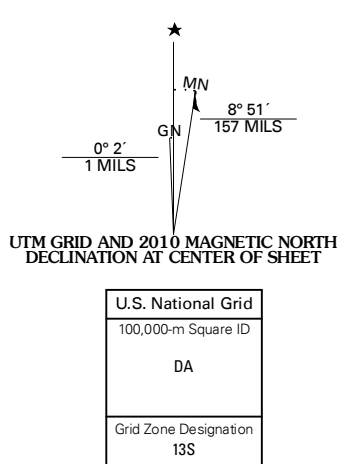 ★
MN
8° 51´
157 MILS
GN
0° 2´
1 MILS
UTM GRID AND 2010 MAGNETIC NORTH
DECLINATION AT CENTER OF SHEET
U.S. National Grid
100,000-m Square ID
DA
Grid Zone Designation
13S